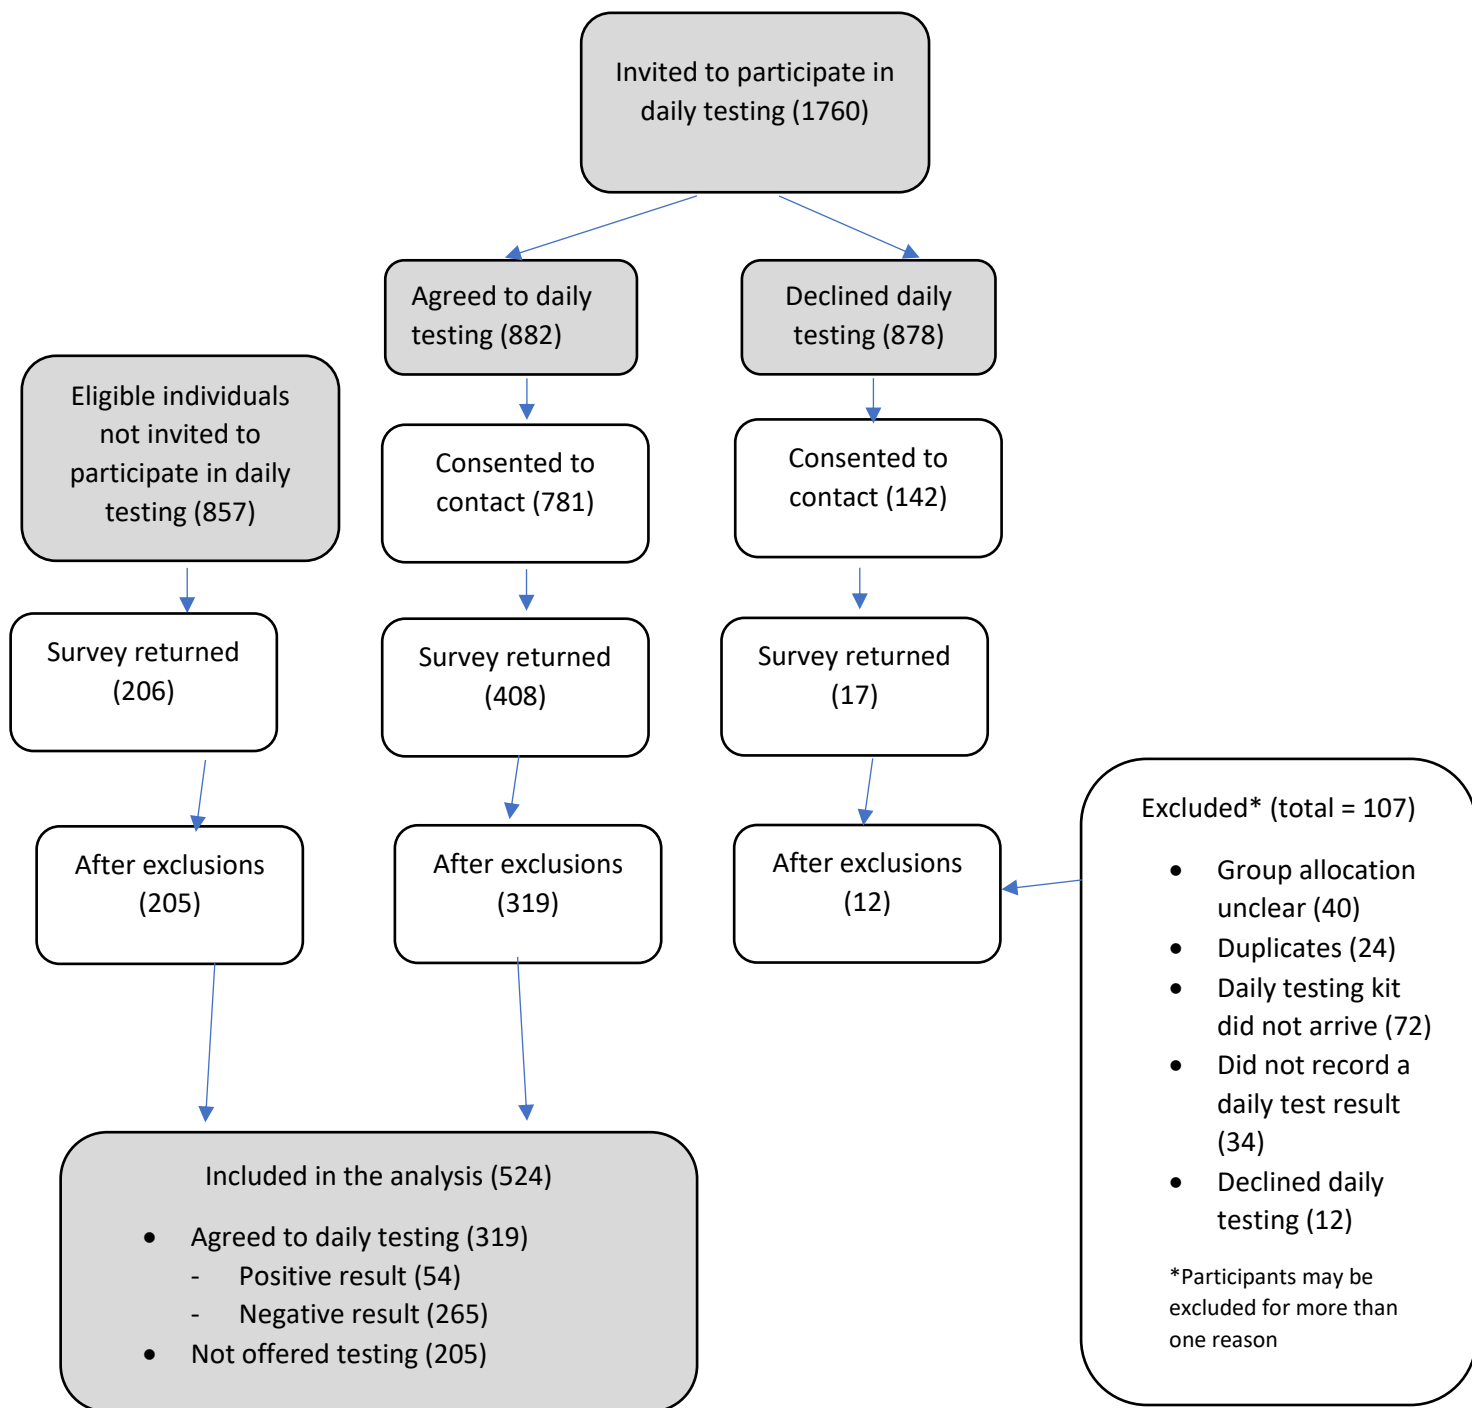 Invited to participate in
daily testing (1760)
Agreed to daily
testing (882)
Declined daily
testing (878)
Eligible individuals
not invited to
participate in daily
testing (857)
Consented to
contact (781)
Consented to
contact (142)
Survey returned
(206)
Survey returned
(408)
Survey returned
(17)
After exclusions
(205)
After exclusions
(319)
After exclusions
(12)
Excluded* (total = 107)
• Group allocation
unclear (40)
• Duplicates (24)
• Daily testing kit
did not arrive (72)
• Did not record a
daily test result
(34)
• Declined daily
testing (12)
*Participants may be
excluded for more than
one reason
Included in the analysis (524)
• Agreed to daily testing (319)
- Positive result (54)
- Negative result (265)
• Not offered testing (205)